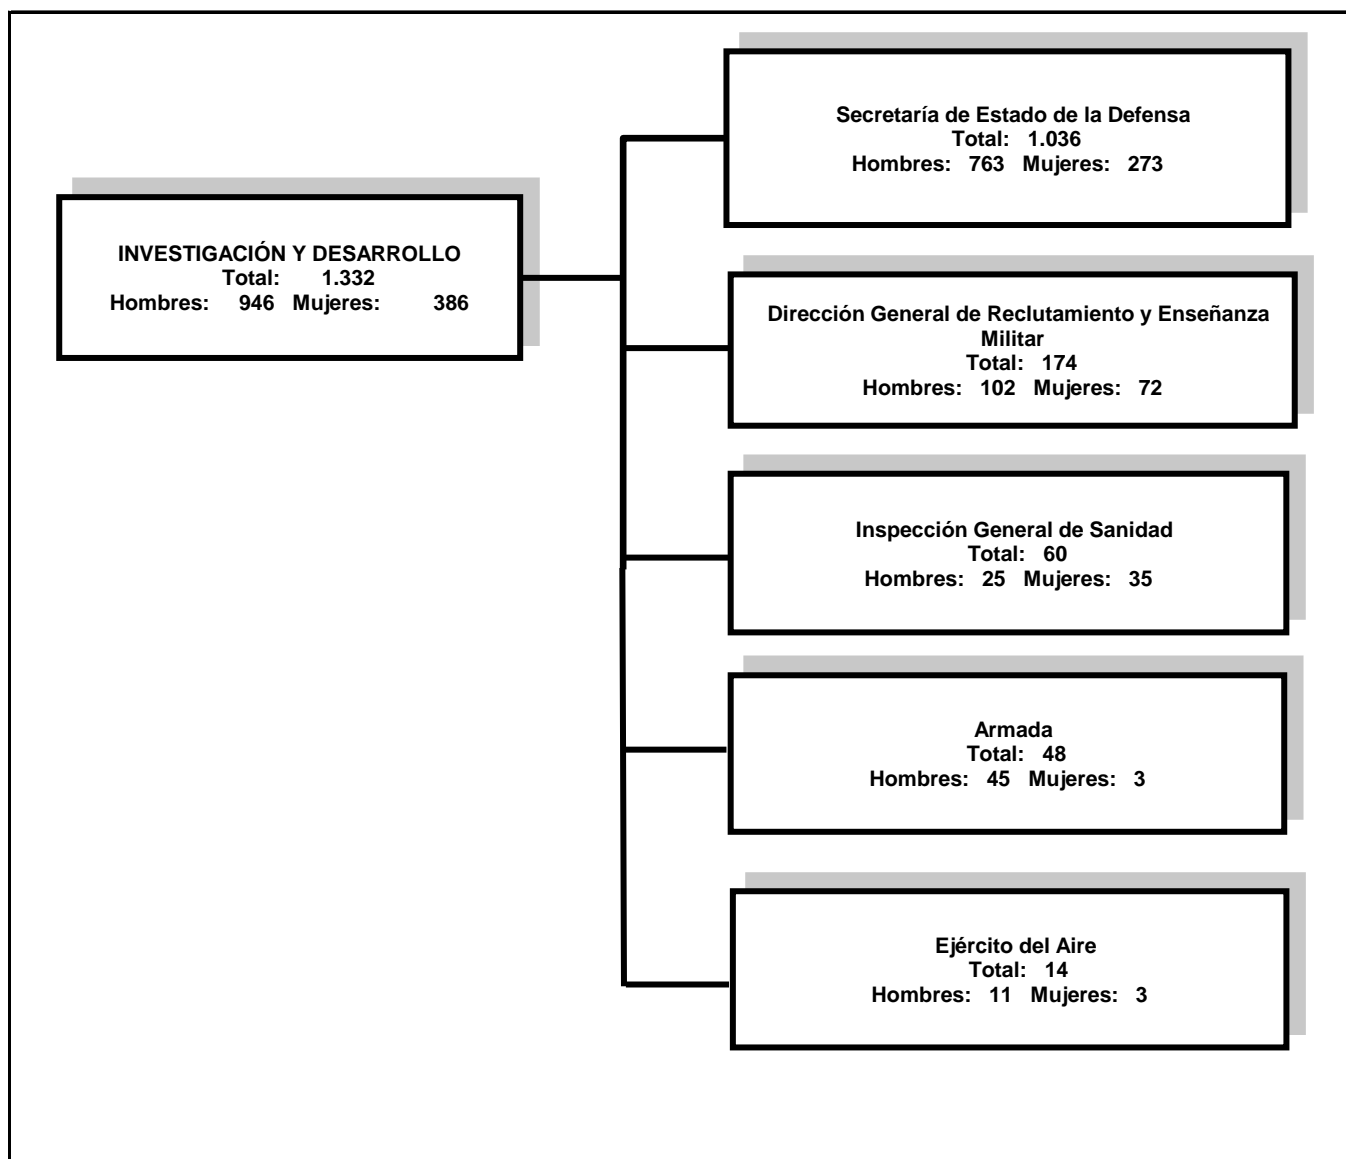 INVESTIGACIÓN Y DESARROLLO
Total: 1.332
Hombres: 946 Mujeres: 386
Secretaría de Estado de la Defensa
Total: 1.036
Hombres: 763 Mujeres: 273
Dirección General de Reclutamiento y Enseñanza
Militar
Total: 174
Hombres: 102 Mujeres: 72
Inspección General de Sanidad
Total: 60
Hombres: 25 Mujeres: 35
Armada
Total: 48
Hombres: 45 Mujeres: 3
Ejército del Aire
Total: 14
Hombres: 11 Mujeres: 3